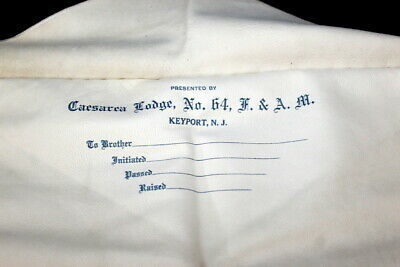 PRESENTED BY
Caesarea Lodge, No. 64, F. & A. M.
KEYPORT, N. J.
To Brother
Initiated
Passed
Raised